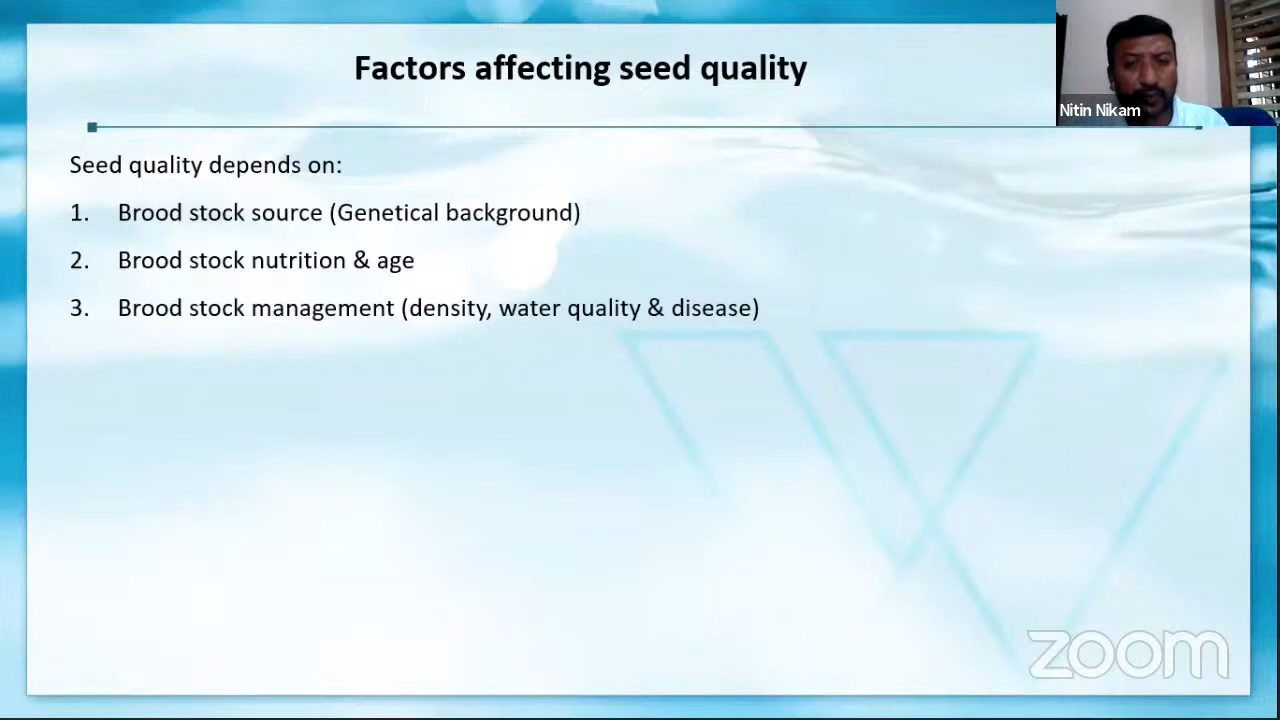 Factors affecting seed quality
Nitin Nikam
Seed quality depends on:
1. Brood stock source (Genetical background)
2. Brood stock nutrition & age
3. Brood stock management (density, water quality & disease)
zoom